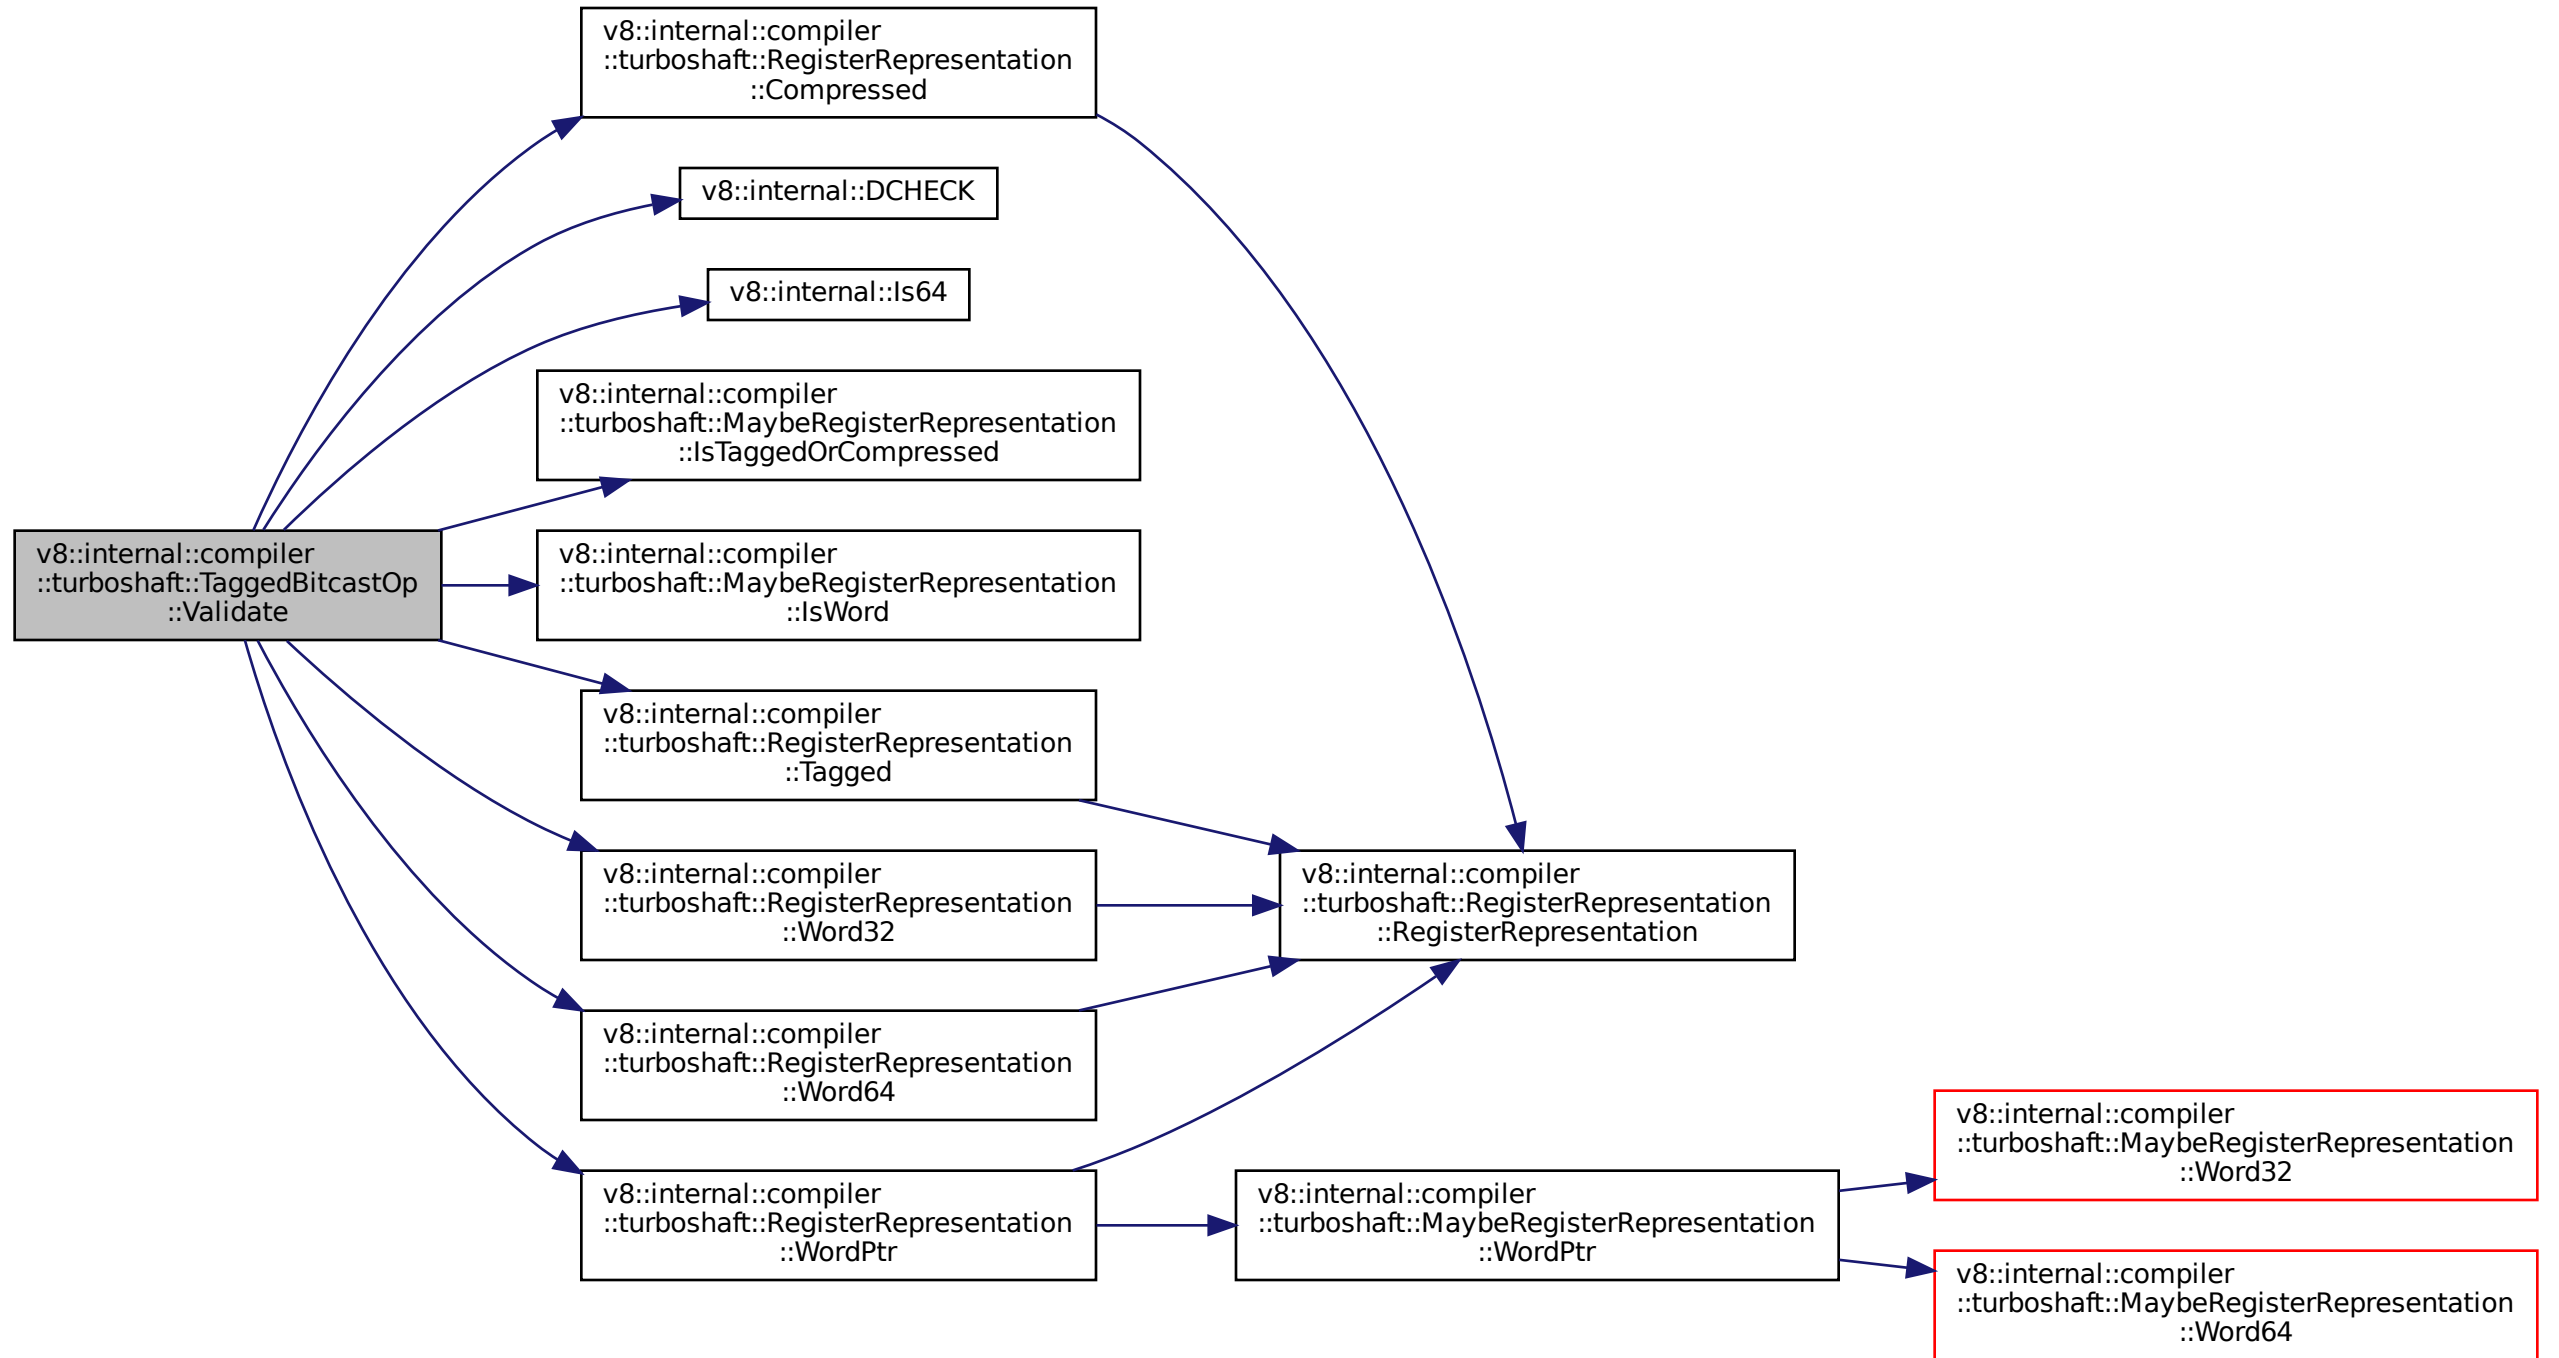 v8::internal::compiler
::turboshaft::RegisterRepresentation
::Compressed
v8::internal::DCHECK
v8::internal::Is64
v8::internal::compiler
::turboshaft::MaybeRegisterRepresentation
::IsTaggedOrCompressed
v8::internal::compiler
::turboshaft::TaggedBitcastOp
::Validate
v8::internal::compiler
::turboshaft::MaybeRegisterRepresentation
::IsWord
v8::internal::compiler
::turboshaft::RegisterRepresentation
::Tagged
v8::internal::compiler
::turboshaft::RegisterRepresentation
::Word32
v8::internal::compiler
::turboshaft::RegisterRepresentation
::RegisterRepresentation
v8::internal::compiler
::turboshaft::RegisterRepresentation
::Word64
v8::internal::compiler
::turboshaft::RegisterRepresentation
::WordPtr
v8::internal::compiler
::turboshaft::MaybeRegisterRepresentation
::WordPtr
v8::internal::compiler
::turboshaft::MaybeRegisterRepresentation
::Word32
v8::internal::compiler
::turboshaft::MaybeRegisterRepresentation
::Word64